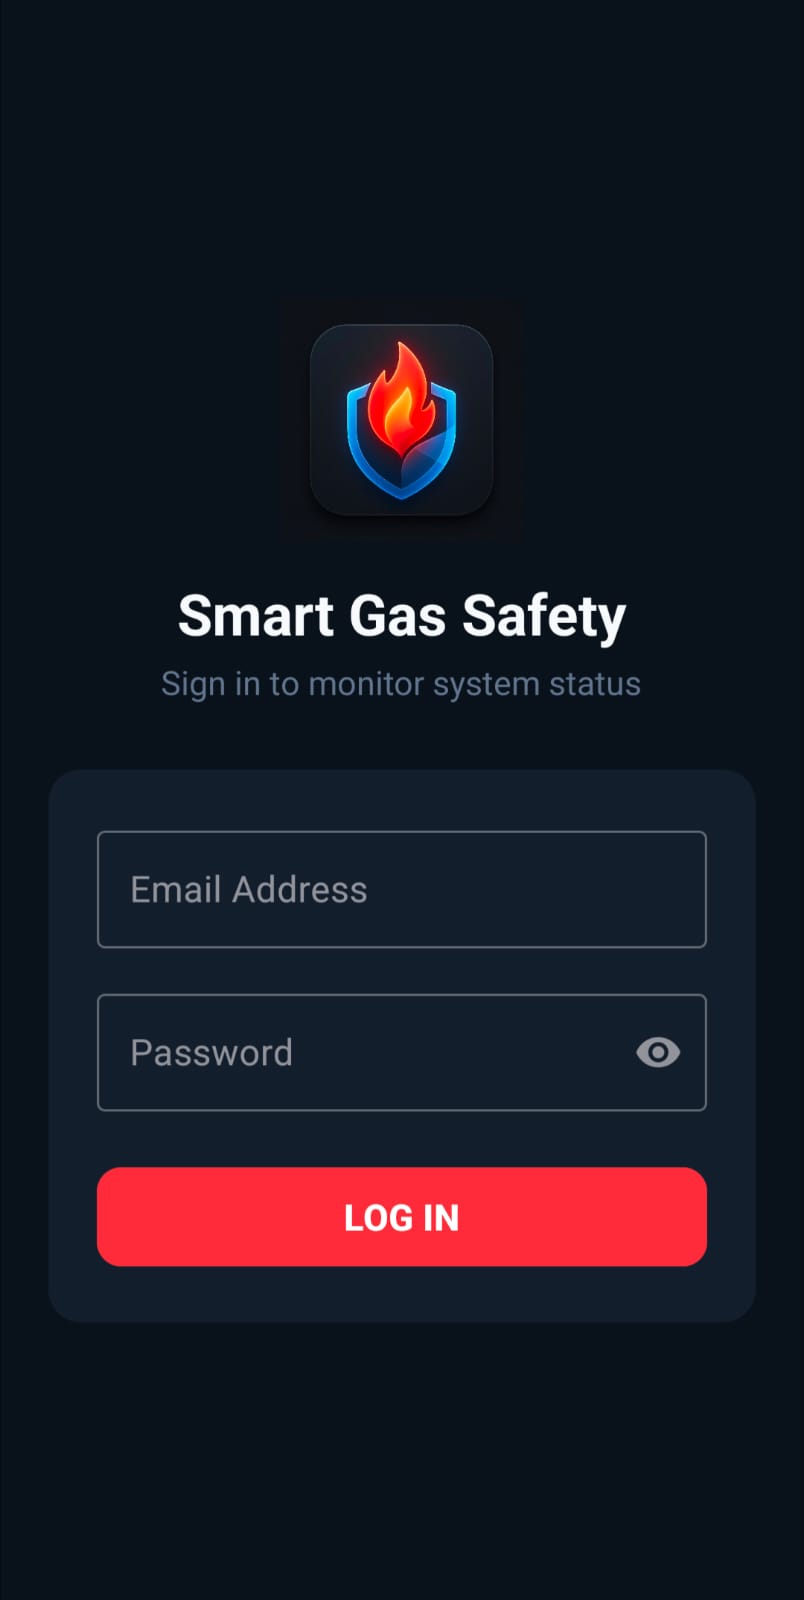 Smart Gas Safety
Sign in to monitor system status
Email Address
Password
LOG IN